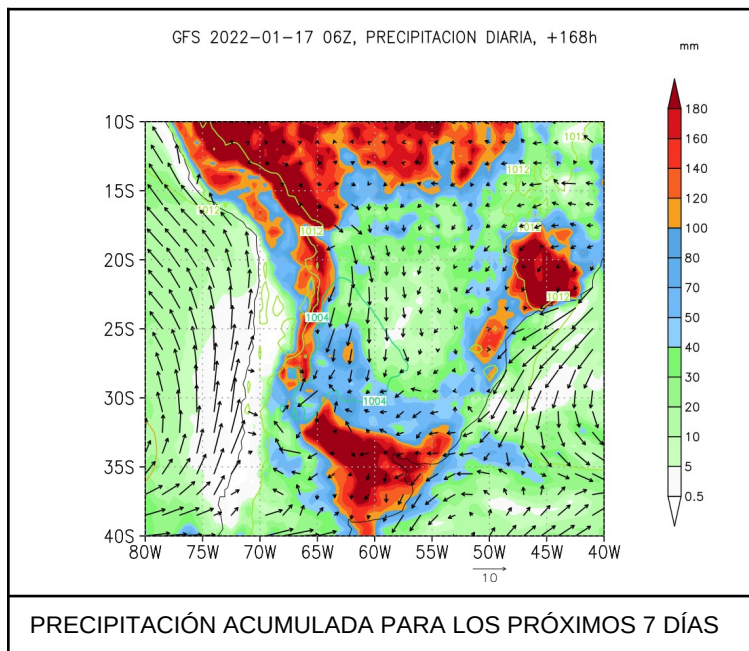 GFS 2022-01-17 06Z, PRECIPITACION DIARIA, +168h
mm
10S
15S
20S
25S
30S
35S
40S
80W 75W 70W 65W 60W 55W 50W 45W 40W
10
180
160
140
120
100
90
80
70
60
50
40
30
20
10
5
0.5
1012
1012
1012
1012
1012
1004
1004
PRECIPITACIÓN ACUMULADA PARA LOS PRÓXIMOS 7 DÍAS